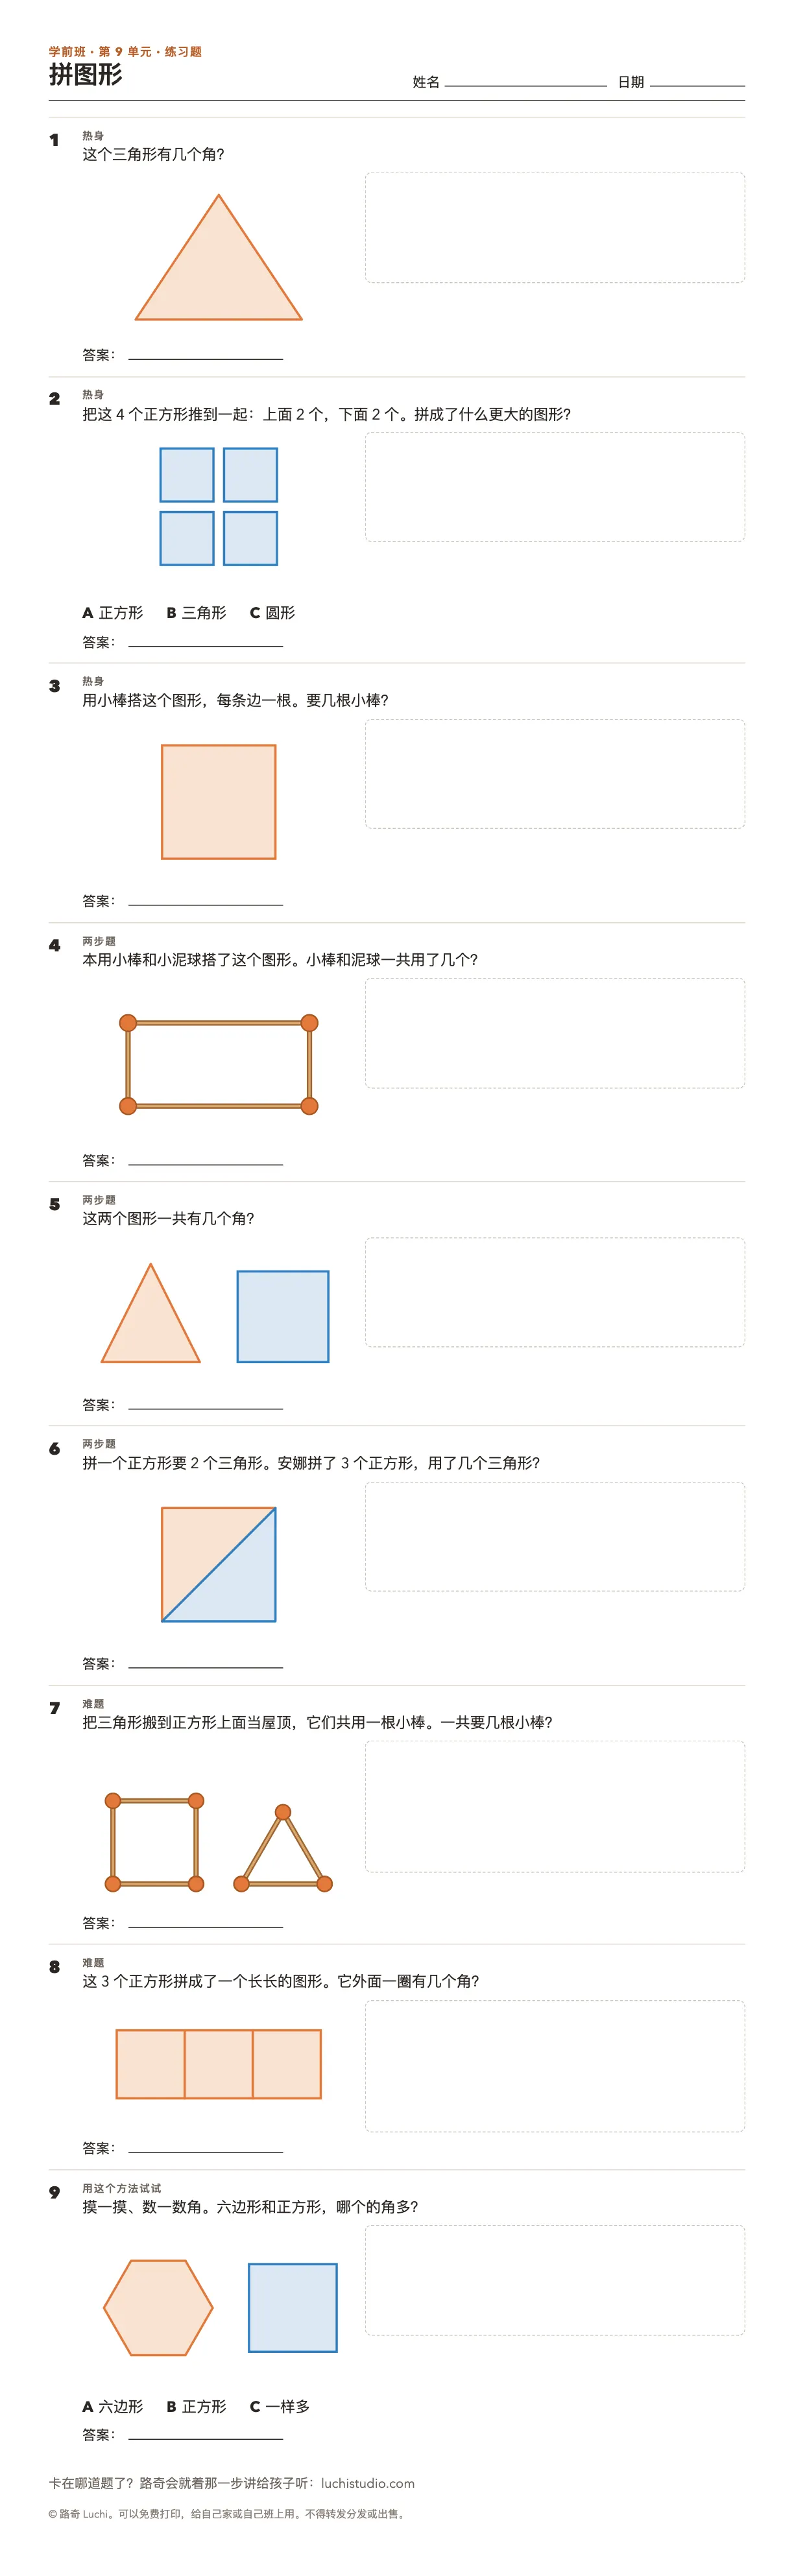 学前班·第 9 单元·练习题
拼图形
姓名 日期
1
热身
这个三角形有几个角?
答案:
2
热身
把这 4 个正方形推到一起:上面 2 个,下面 2 个。拼成了什么更大的图形?
A 正方形 B 三角形 C 圆形
答案:
3
热身
用小棒搭这个图形,每条边一根。要几根小棒?
答案:
4
两步题
本用小棒和小泥球搭了这个图形。小棒和泥球一共用了几个?
答案:
5
两步题
这两个图形一共有几个角?
答案:
6
两步题
拼一个正方形要 2 个三角形。安娜拼了 3 个正方形,用了几个三角形?
答案:
7
难题
把三角形搬到正方形上面当屋顶,它们共用一根小棒。一共要几根小棒?
答案:
8
难题
这 3 个正方形拼成了一个长长的图形。它外面一圈有几个角?
答案:
9
用这个方法试试
摸一摸、数一数角。六边形和正方形,哪个的角多?
A 六边形 B 正方形 C 一样多
答案:
卡在哪道题了?路奇会就着那一步讲给孩子听:luchistudio.com
© 路奇 Luchi。可以免费打印,给自己家或自己班上用。不得转发分发或出售。